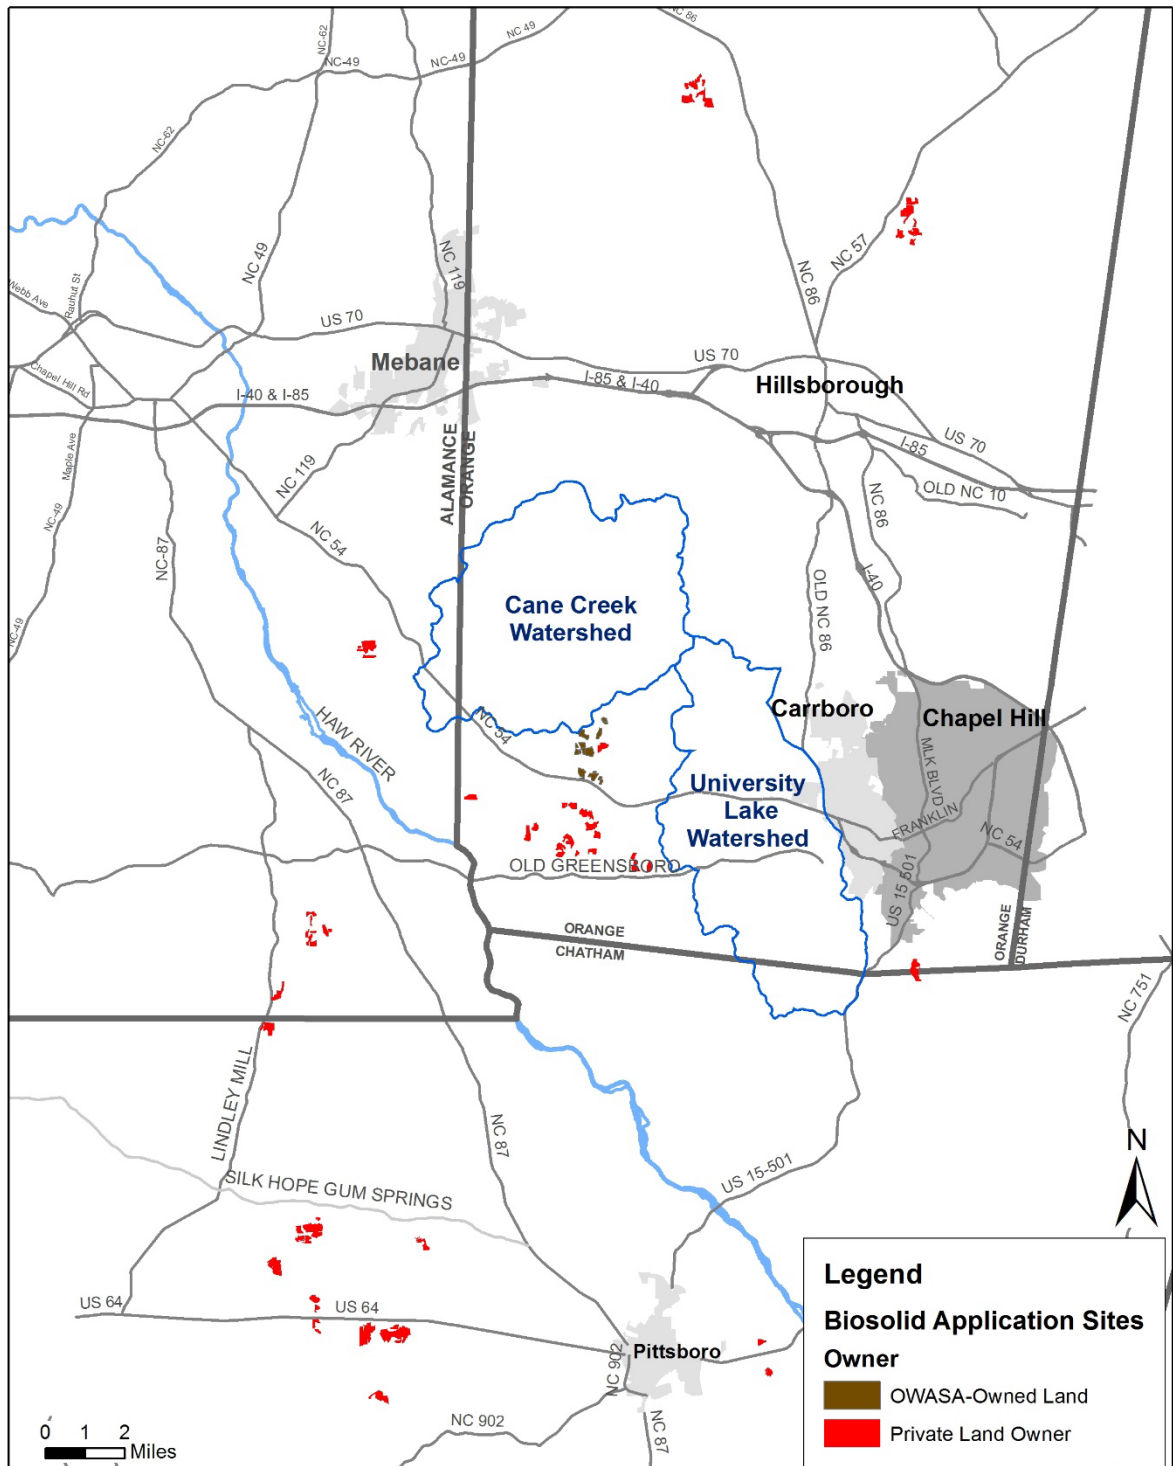 NC 86
NC-62
NC 49
NC-49
NC-49
NC-62
NC 49
NC 119
NC 57
NC 86
Webb Ave
Rauhut St
US 70
Mebane
US 70
Hillsborough
Chapel Hill Rd
I-40 & I-85
I-85 & I-40
US 70
I-85
Maple Ave
NC 119
ALAMANCE
ORANGE
OLD NC 10
NC-49
NC-87
NC 54
NC 86
I-40
OLD NC 86
Cane Creek
Watershed
NC-49
HAW RIVER
NC 54
Carrboro
Chapel Hill
MLK BLVD
NC 87
University
Lake
Watershed
FRANKLIN
NC 54
OLD GREENSBORO
US 15-501
ORANGE
CHATHAM
ORANGE
DURHAM
NC 751
LINDLEY MILL
NC 87
US 15-501
SILK HOPE GUM SPRINGS
N
US 64
US 64
Pittsboro
NC 902
NC 902
NC 87
0 1 2
Miles
Legend
Biosolid Application Sites
Owner
OWASA-Owned Land
Private Land Owner